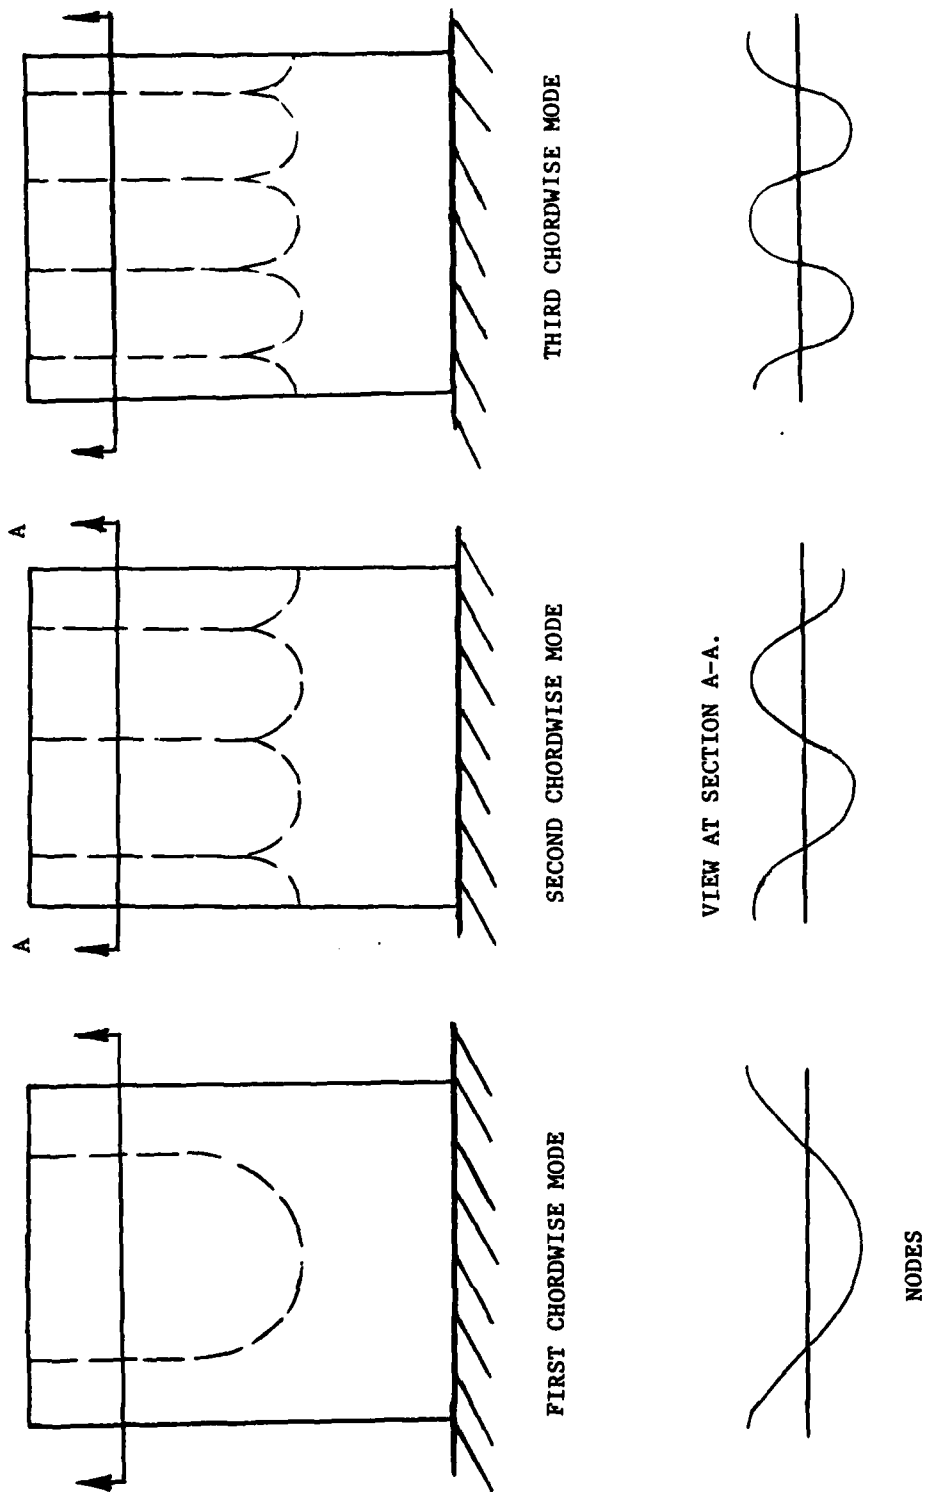 A A
FIRST CHORDWISE MODE
SECOND CHORDWISE MODE
THIRD CHORDWISE MODE
VIEW AT SECTION A-A.
NODES